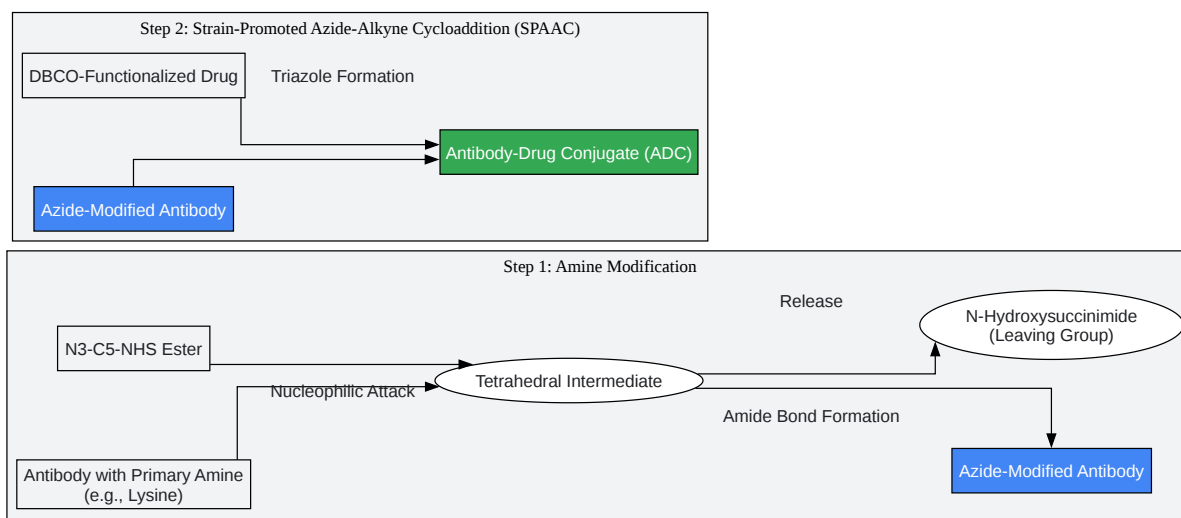 Step 2: Strain-Promoted Azide-Alkyne Cycloaddition (SPAAC)
DBCO-Functionalized Drug
Triazole Formation
Antibody-Drug Conjugate (ADC)
Azide-Modified Antibody
Step 1: Amine Modification
Release
N-Hydroxysuccinimide
(Leaving Group)
N3-C5-NHS Ester
Tetrahedral Intermediate
Nucleophilic Attack
Amide Bond Formation
Antibody with Primary Amine
(e.g., Lysine)
Azide-Modified Antibody